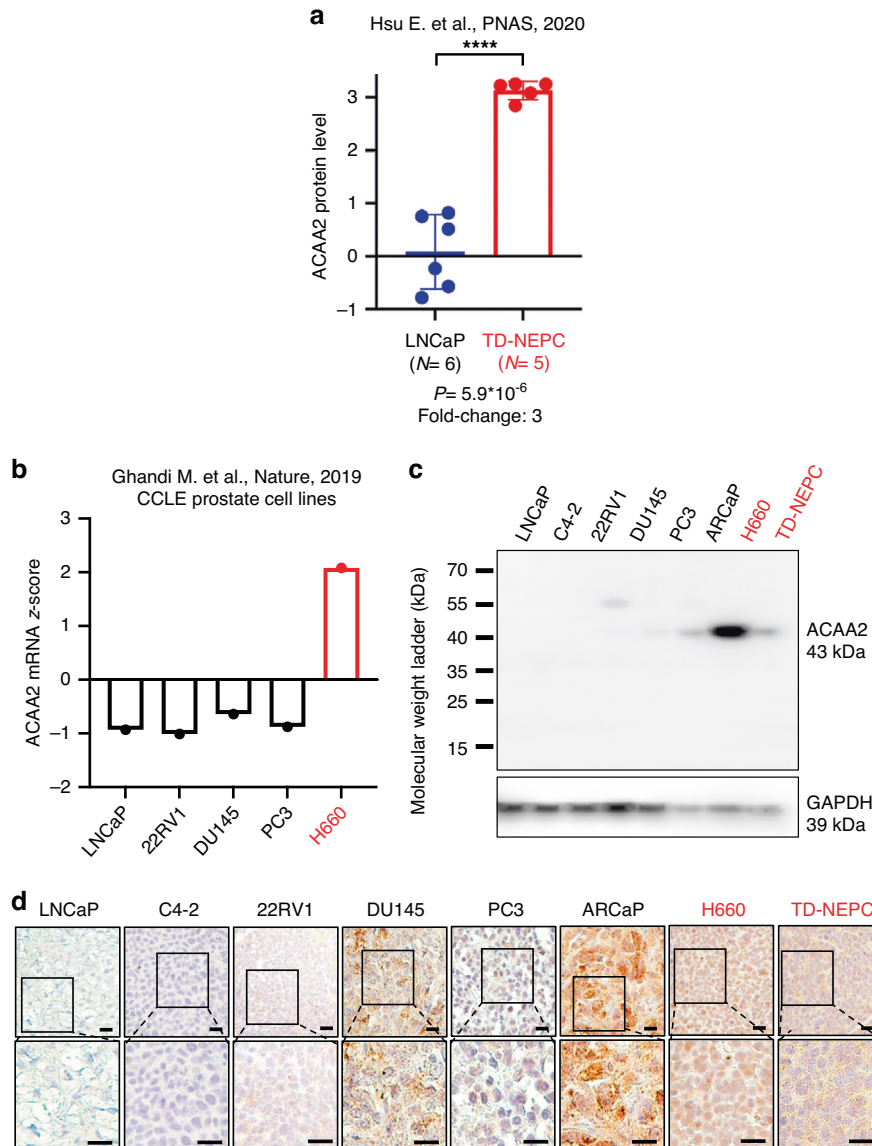 a
Hsu E. et al., PNAS, 2020
****
ACAA2 protein level
3
2
1
0
–1
LNCaP
(N= 6)
TD-NEPC
(N= 5)
P= 5.9*10-6
Fold-change: 3
b
Ghandi M. et al., Nature, 2019
CCLE prostate cell lines
ACAA2 mRNA z-score
3
2
1
0
–1
–2
LNCaP
22RV1
DU145
PC3
H660
c
LNCaP
C4-2
22RV1
DU145
PC3
ARCaP
H660
TD-NEPC
Molecular weight ladder (kDa)
70
55
40
35
25
15
ACAA2
43 kDa
GAPDH
39 kDa
d
LNCaP
C4-2
22RV1
DU145
PC3
ARCaP
H660
TD-NEPC